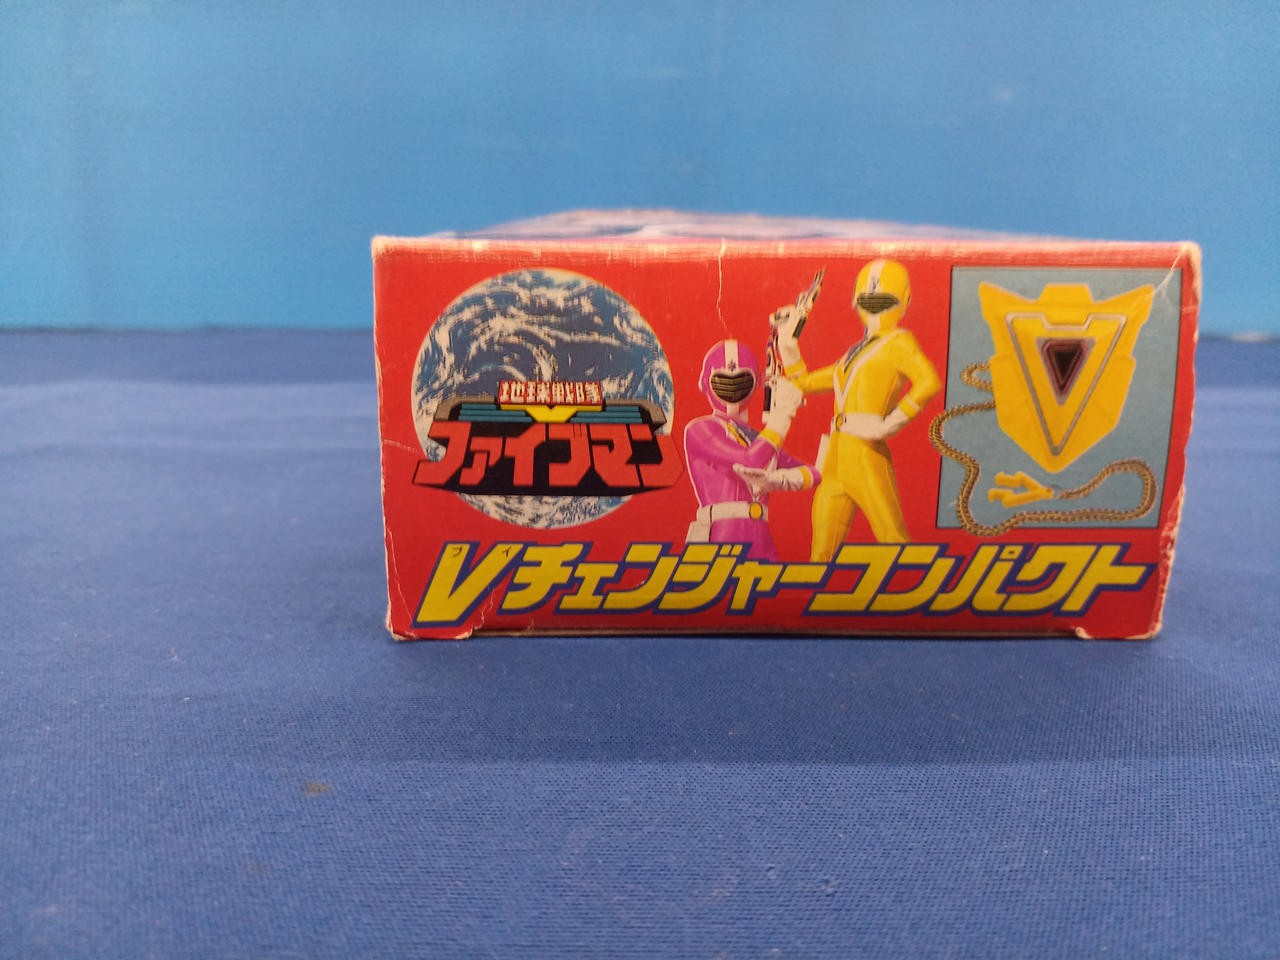 地球戦隊
ファイブマン
Vチェンジャーコンパクト
ブイ